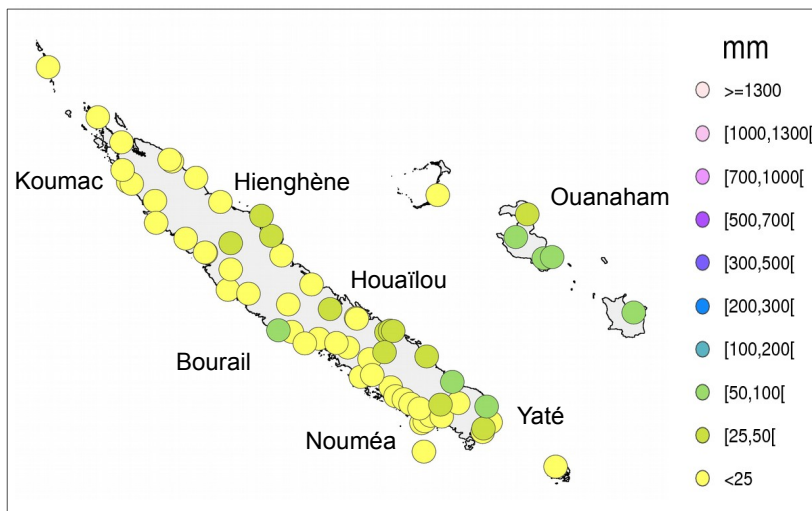 Koumac
Hienghène
Ouanaham
Houaïlou
Bourail
Nouméa
Yaté
mm
>=1300
[1000,1300[
[700,1000[
[500,700[
[300,500[
[200,300[
[100,200[
[50,100[
[25,50[
<25